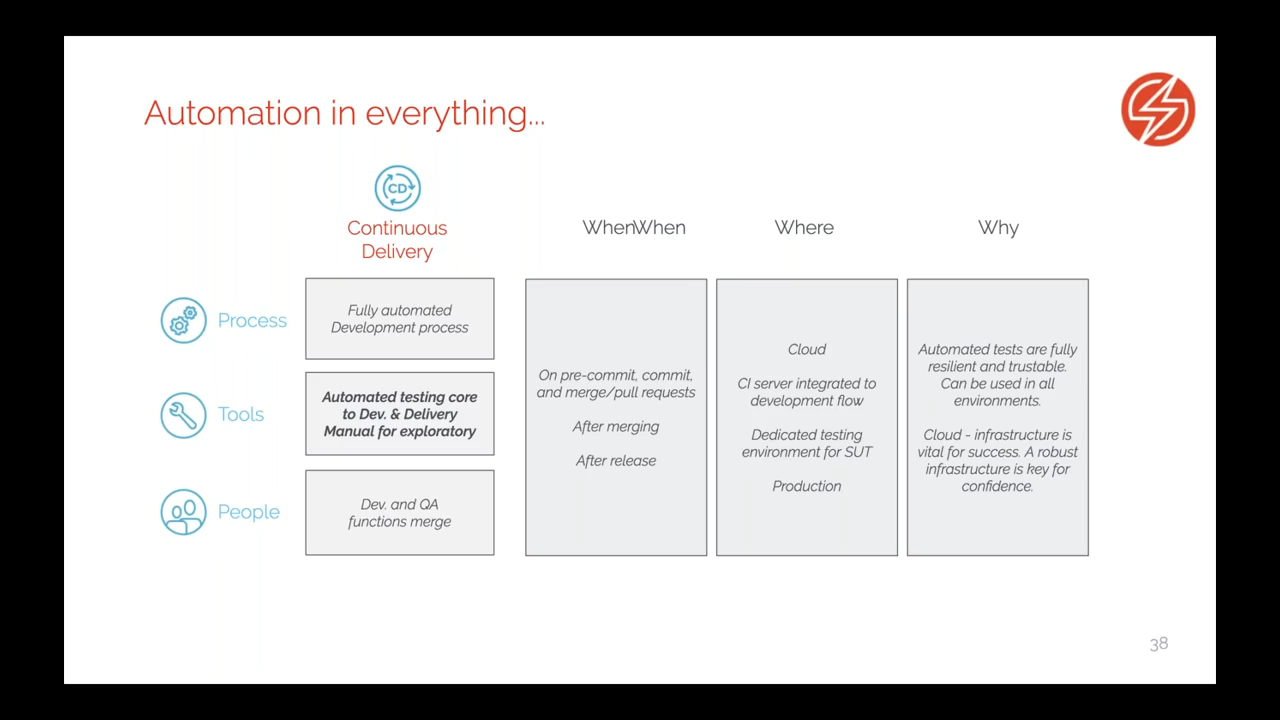 Automation in everything...
CD
Continuous
Delivery
WhenWhen
Where
Why
Process
Fully automated
Development process
Tools
Automated testing core
to Dev. & Delivery
Manual for exploratory
People
Dev. and QA
functions merge
On pre-commit, commit,
and merge/pull requests
After merging
After release
Cloud
CI server integrated to
development flow
Dedicated testing
environment for SUT
Production
Automated tests are fully
resilient and trustable.
Can be used in all
environments.
Cloud - infrastructure is
vital for success. A robust
infrastructure is key for
confidence.
38